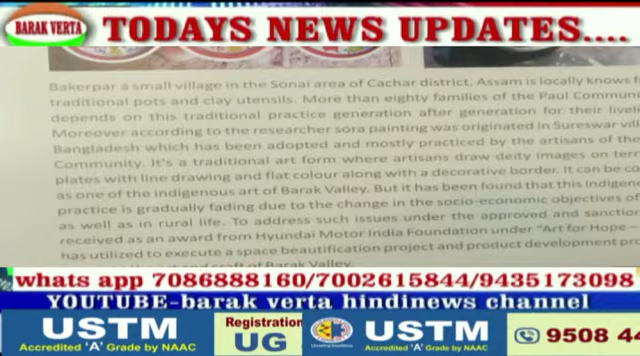 BARAK VERTA
TODAYS NEWS UPDATES....
Bakerpar a small village in the Sonai area of Cachar district, Assam is locally knows f
traditional pots and clay utensils. More than eighty families of the Paul Commun
depends on this traditional practice generation after generation for their liveli
Moreover according to the researcher sora painting was originated in Sureswar vill
Bangladesh which has been adopted and mostly practiced by the artisans of the
Community. It's a traditional art form where artisans draw deity images on terr
plates with line drawing and flat colour along with a decorative border. It can be co
as one of the indigenous art of Barak Valley. But it has been found that this indigen
practice is gradually fading due to the change in the socio-economic objectives of
as well as in rural life. To address such issues under the approved and sanction
received as an award from Hyundai Motor India Foundation under "Art for Hope –
has utilized to execute a space beautification project and product development pro
craft of Barak Valley.
whats app 7086888160/7002615844/9435173098
YOUTUBE-barak verta hindinews channel
USTM
Accredited 'A' Grade by NAAC
Registration
UG
USTM
Accredited 'A' Grade by NAAC
9508 44